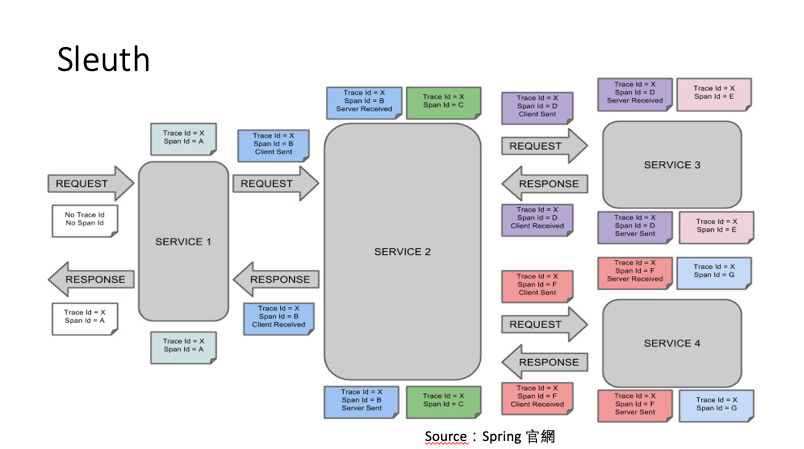 Sleuth
Trace Id = X
Span Id = A
Trace Id = X
Span Id = B
Client Sent
Trace Id = X
Span Id = B
Server Received
Trace Id = X
Span Id = C
Trace Id = X
Span Id = D
Client Sent
Trace Id = X
Span Id = D
Server Received
Trace Id = X
Span Id = E
REQUEST
REQUEST
REQUEST
RESPONSE
SERVICE 3
No Trace Id
No Span Id
SERVICE 1
SERVICE 2
Trace Id = X
Span Id = D
Client Received
Trace Id = X
Span Id = D
Server Sent
Trace Id = X
Span Id = E
RESPONSE
RESPONSE
Trace Id = X
Span Id = F
Client Sent
Trace Id = X
Span Id = F
Server Received
Trace Id = X
Span Id = G
Trace Id = X
Span Id = A
Trace Id = X
Span Id = B
Client Received
REQUEST
RESPONSE
SERVICE 4
Trace Id = X
Span Id = A
Trace Id = X
Span Id = B
Server Sent
Trace Id = X
Span Id = C
Trace Id = X
Span Id = F
Client Received
Trace Id = X
Span Id = F
Server Sent
Trace Id = X
Span Id = G
Source：Spring 官網